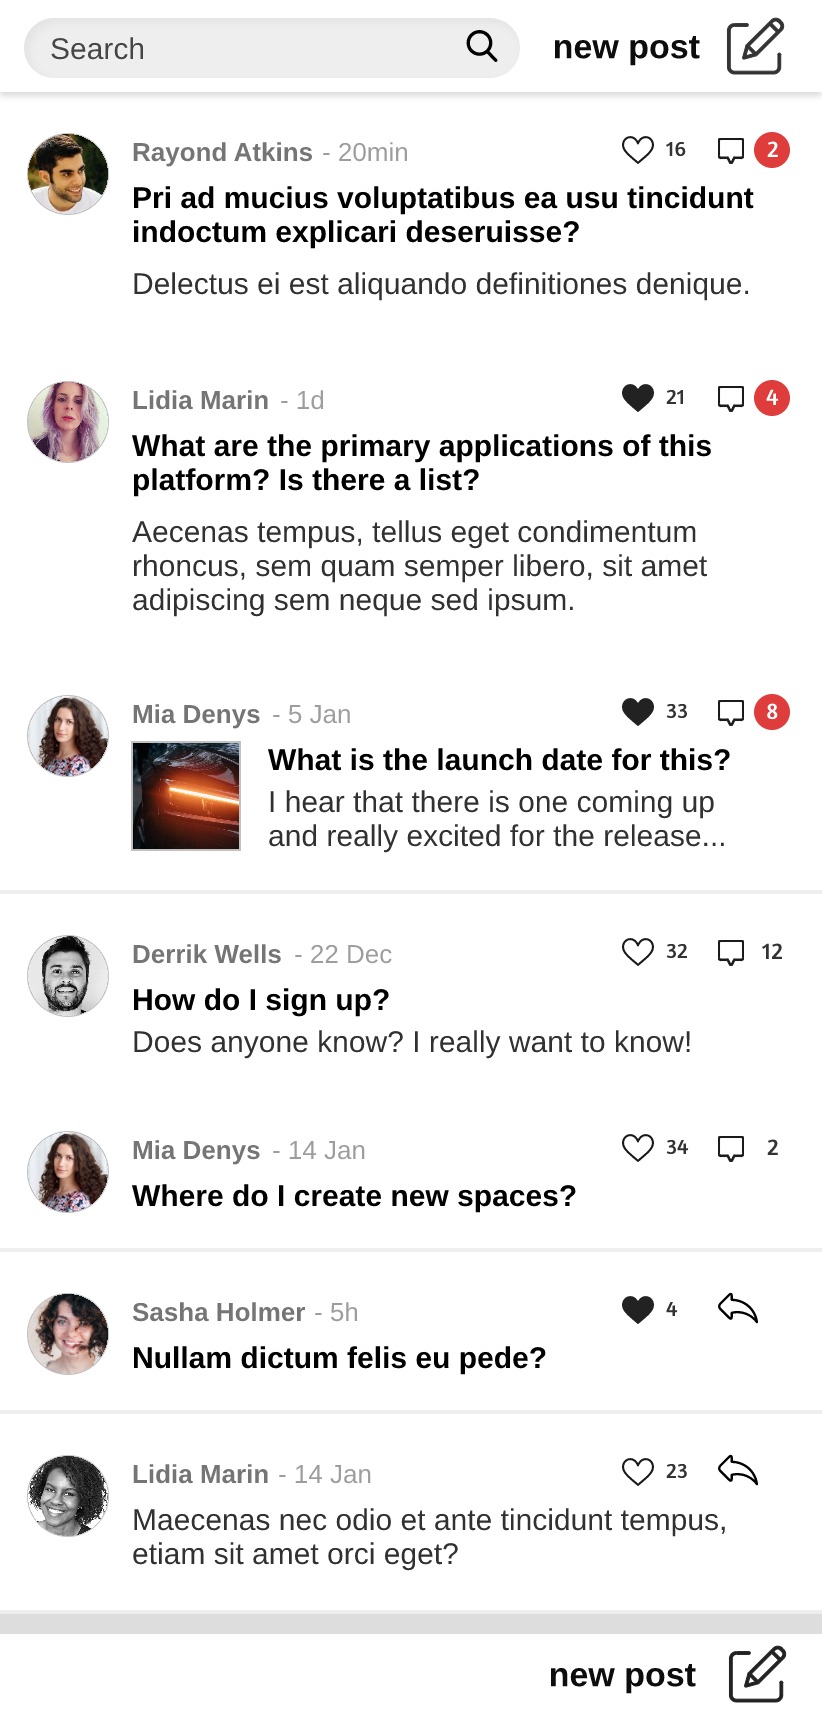 Search
new post
Rayond Atkins - 20min 16 2
Pri ad mucius voluptatibus ea usu tincidunt
indoctum explicari deseruisse?
Delectus ei est aliquando definitiones denique.
Lidia Marin - 1d 21 4
What are the primary applications of this
platform? Is there a list?
Aecenas tempus, tellus eget condimentum
rhoncus, sem quam semper libero, sit amet
adipiscing sem neque sed ipsum.
Mia Denys - 5 Jan 33 8
What is the launch date for this?
I hear that there is one coming up
and really excited for the release...
Derrik Wells - 22 Dec 32 12
How do I sign up?
Does anyone know? I really want to know!
Mia Denys - 14 Jan 34 2
Where do I create new spaces?
Sasha Holmer - 5h 4
Nullam dictum felis eu pede?
Lidia Marin - 14 Jan 23
Maecenas nec odio et ante tincidunt tempus,
etiam sit amet orci eget?
new post